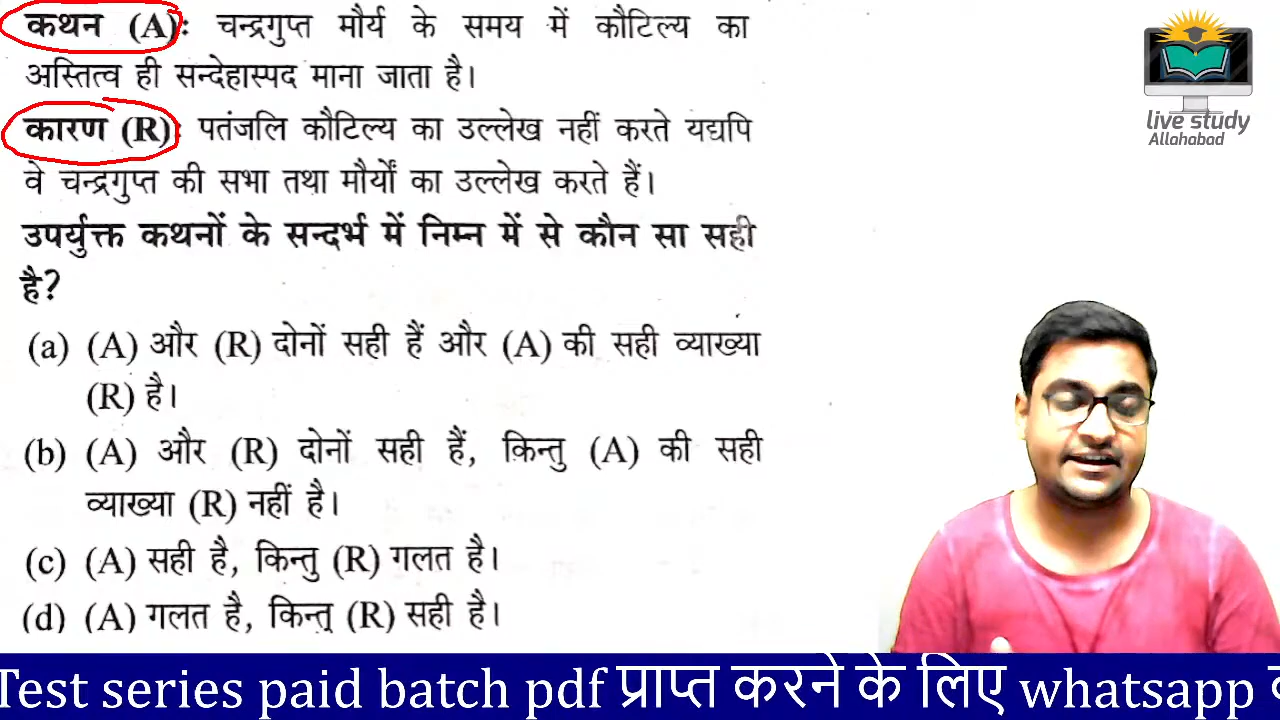 कथन (A): चन्द्रगुप्त मौर्य के समय में कौटिल्य का
अस्तित्व ही सन्देहास्पद माना जाता है।
कारण (R): पतंजलि कौटिल्य का उल्लेख नहीं करते यद्यपि
वे चन्द्रगुप्त की सभा तथा मौर्यों का उल्लेख करते हैं।
उपर्युक्त कथनों के सन्दर्भ में निम्न में से कौन सा सही
है?
(a) (A) और (R) दोनों सही हैं और (A) की सही व्याख्या
(R) है।
(b) (A) और (R) दोनों सही हैं, किन्तु (A) की सही
व्याख्या (R) नहीं है।
(c) (A) सही है, किन्तु (R) गलत है।
(d) (A) गलत है, किन्तु (R) सही है।
live study
Allahabad
Test series paid batch pdf प्राप्त करने के लिए whatsapp